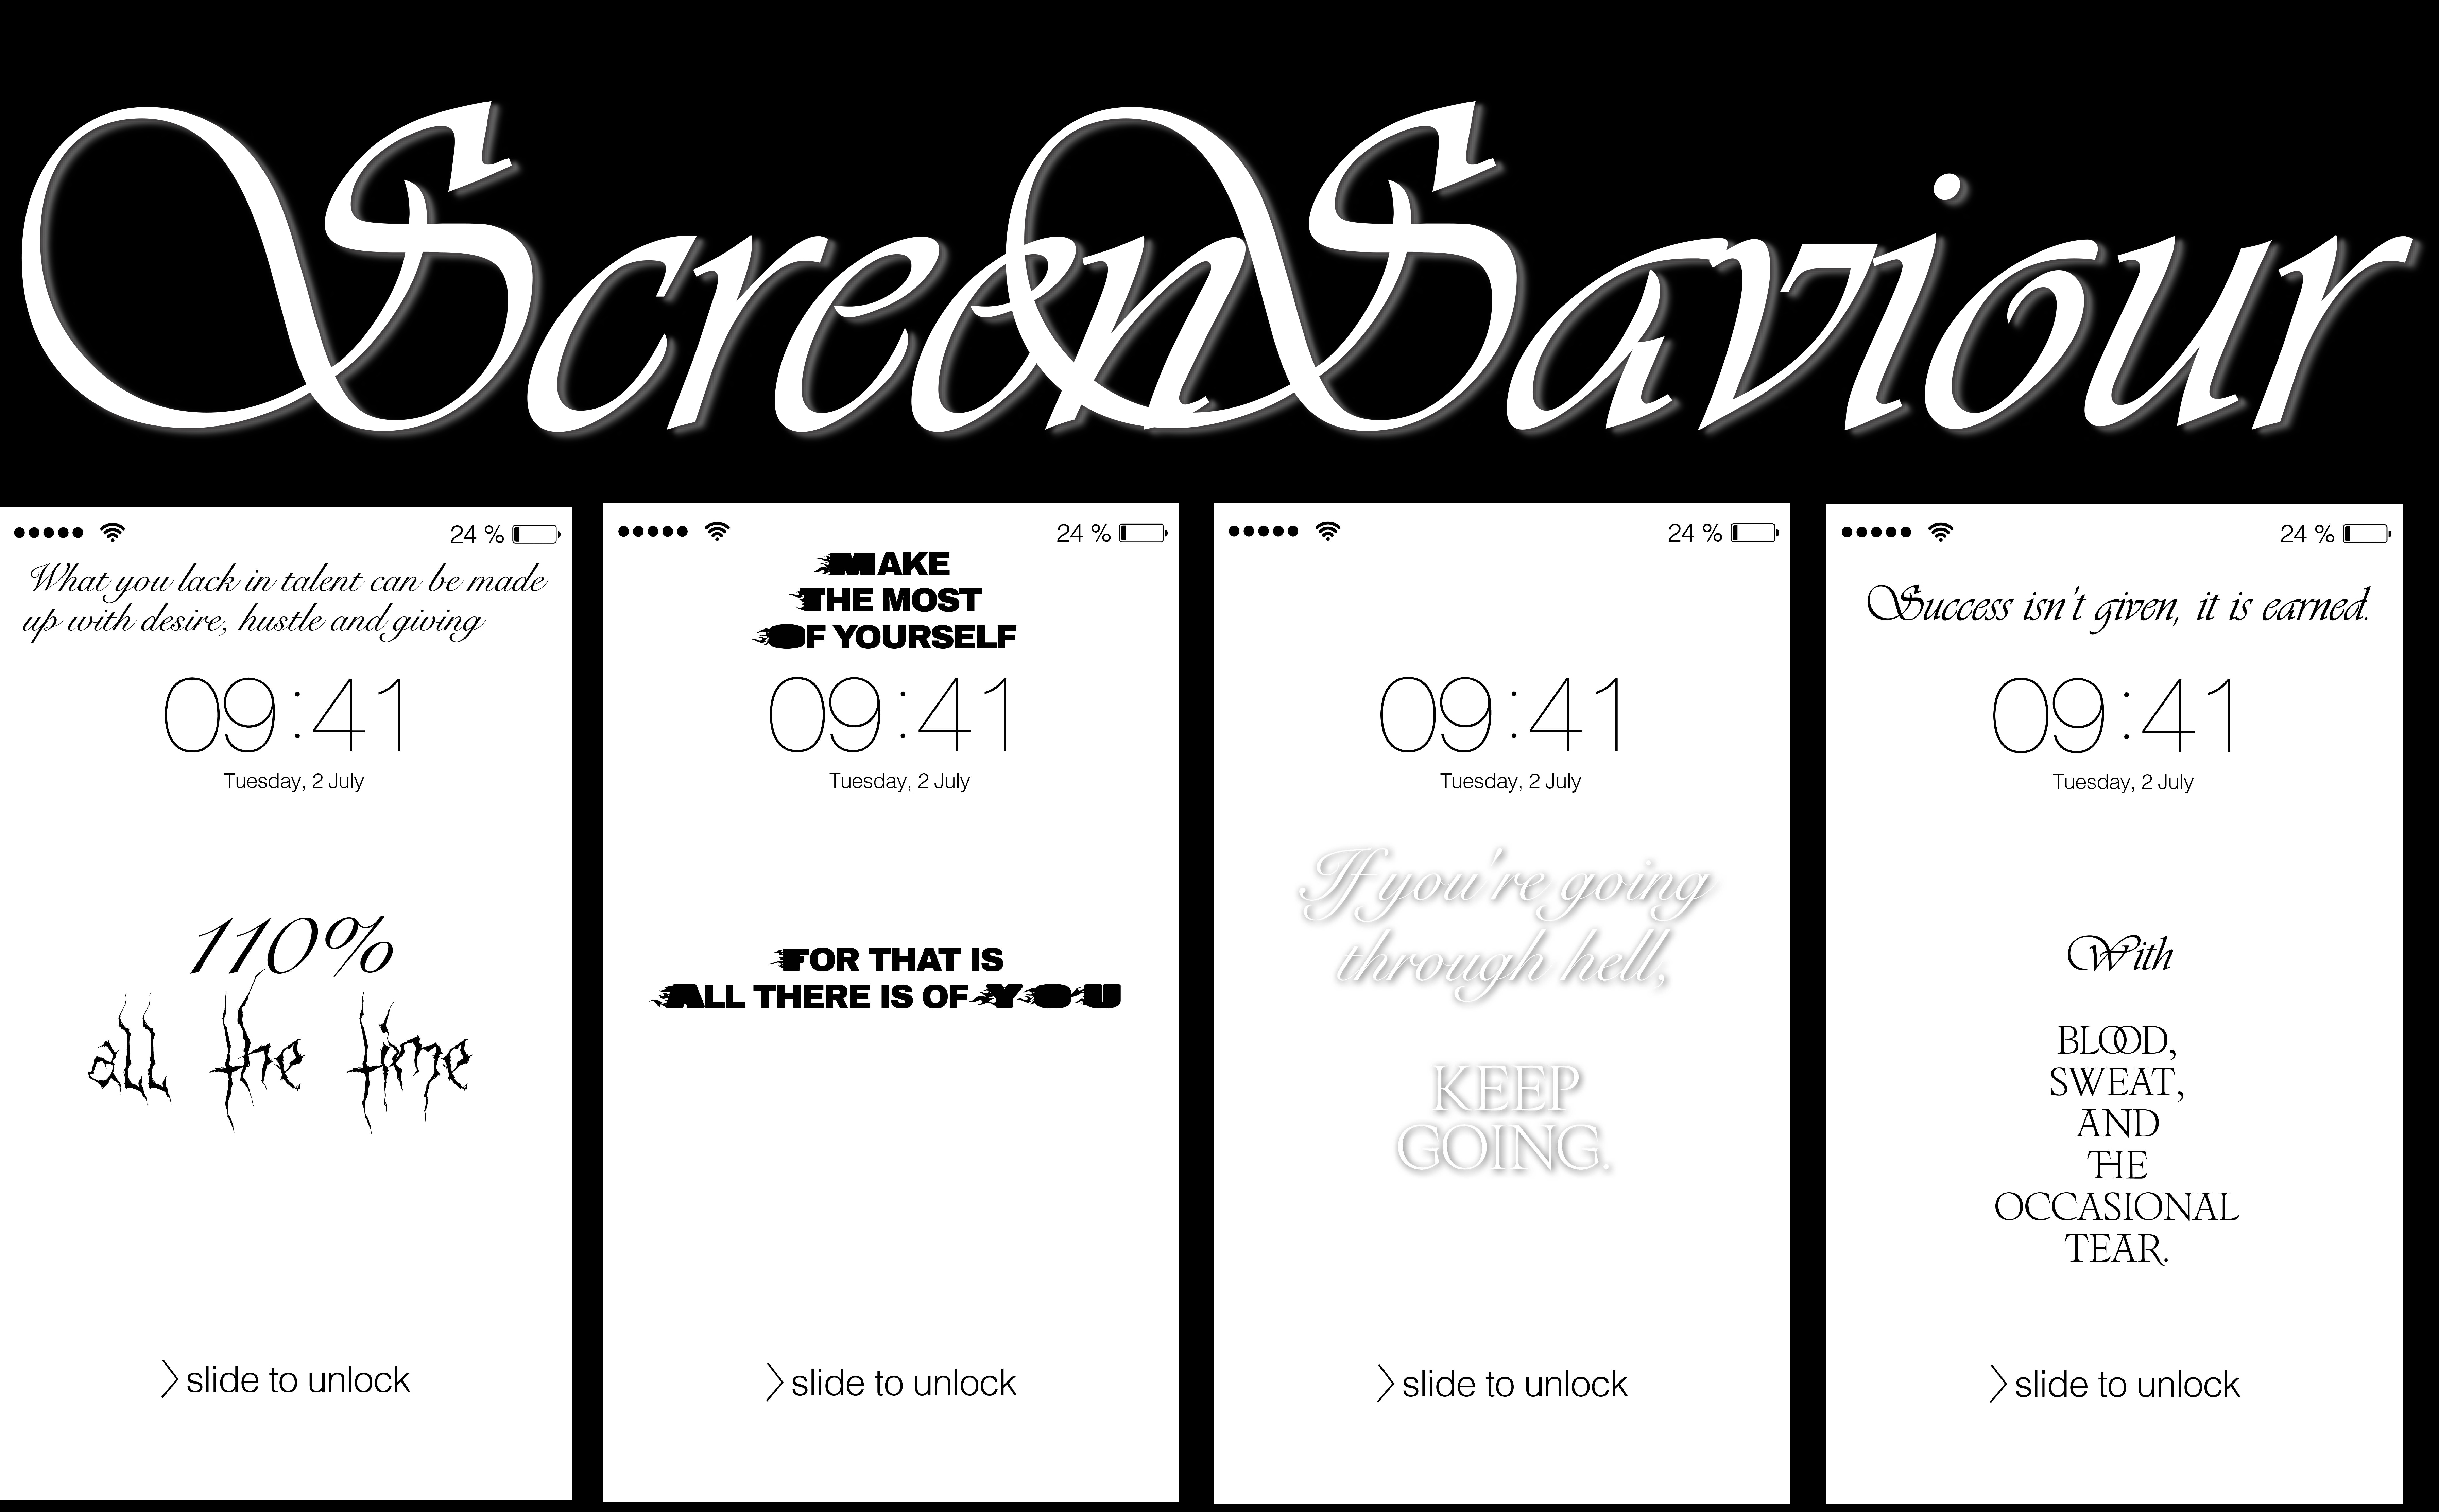 ScreenSaviour
24 %
What you lack in talent can be made
up with desire, hustle and giving
09:41
Tuesday, 2 July
110%
all the time
slide to unlock
24 %
MAKE
THE MOST
OF YOURSELF
09:41
Tuesday, 2 July
FOR THAT IS
ALL THERE IS OF YOU
slide to unlock
24 %
09:41
Tuesday, 2 July
If you're going
through hell,
KEEP
GOING.
slide to unlock
24 %
Success isn't given, it is earned.
09:41
Tuesday, 2 July
With
BLOOD,
SWEAT,
AND
THE
OCCASIONAL
TEAR.
slide to unlock